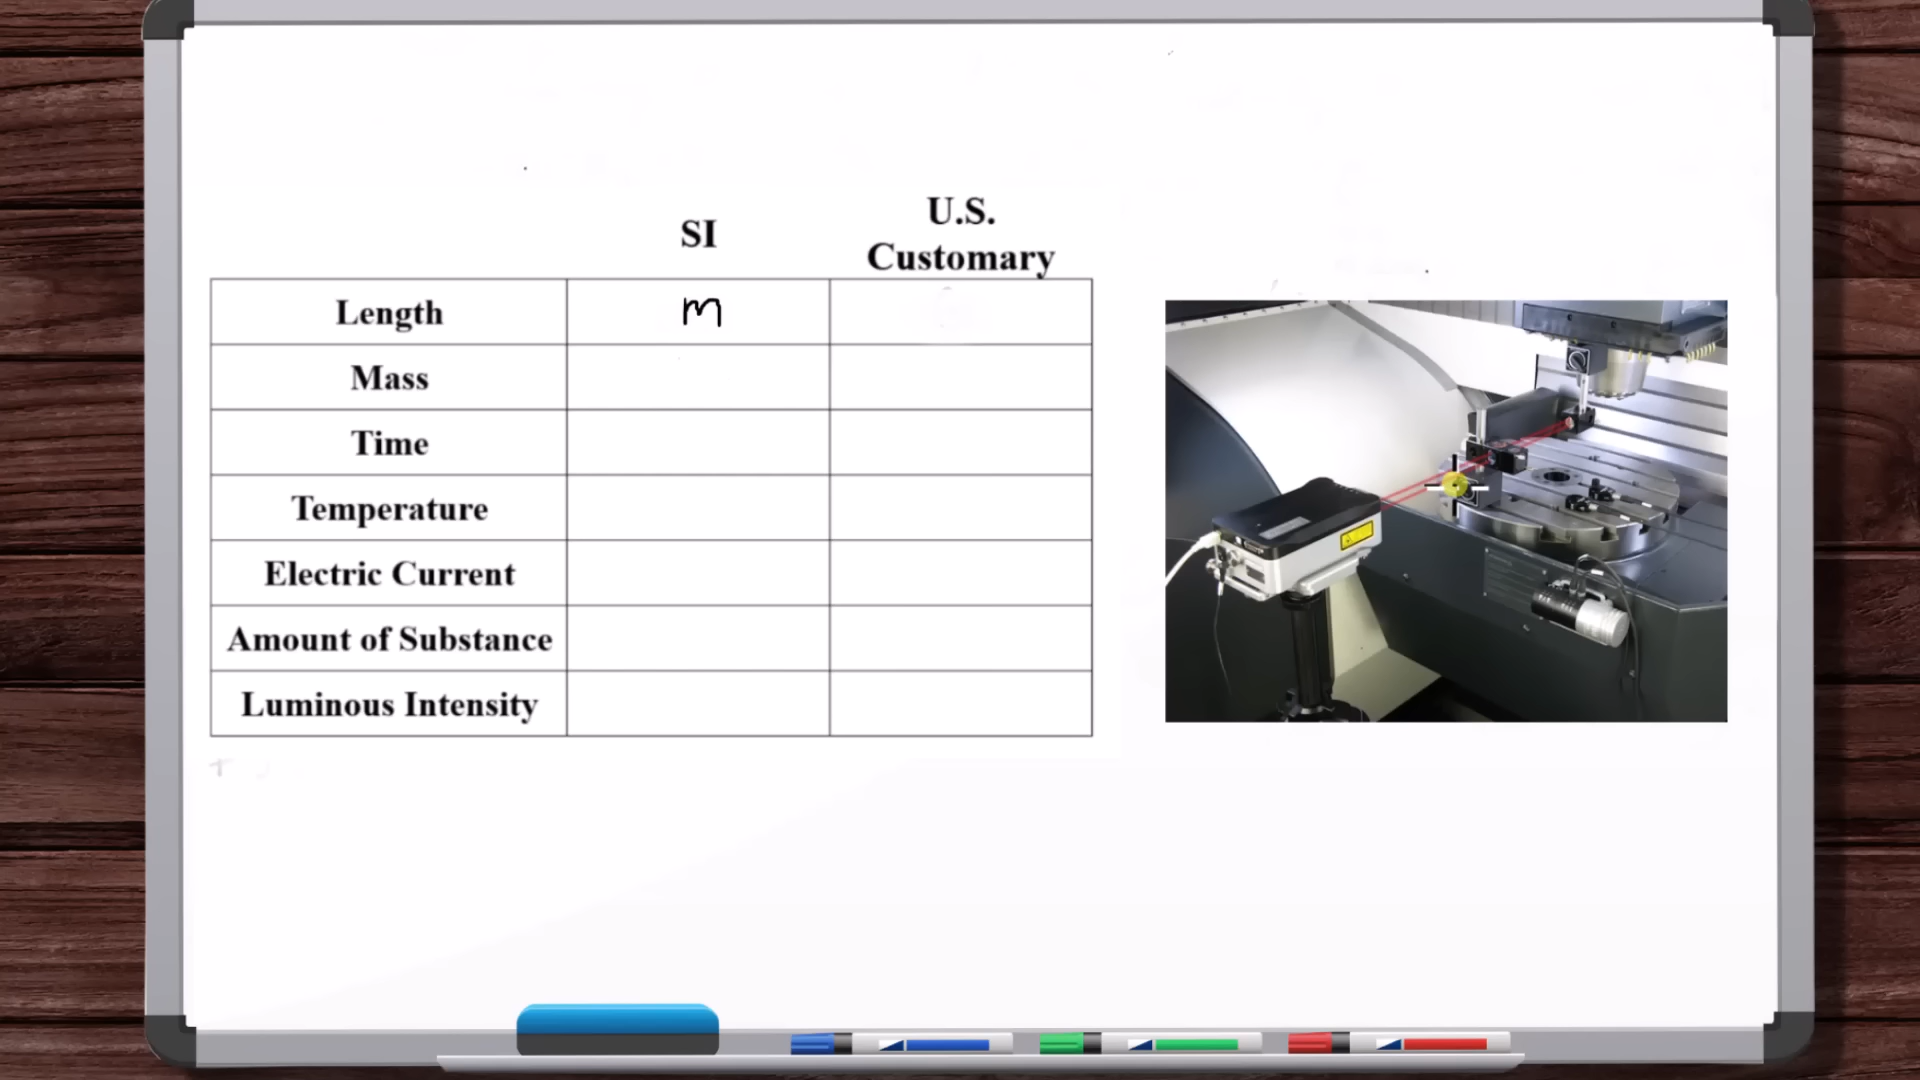 SI
U.S.
Customary
Length
m
Mass
Time
Temperature
Electric Current
Amount of Substance
Luminous Intensity